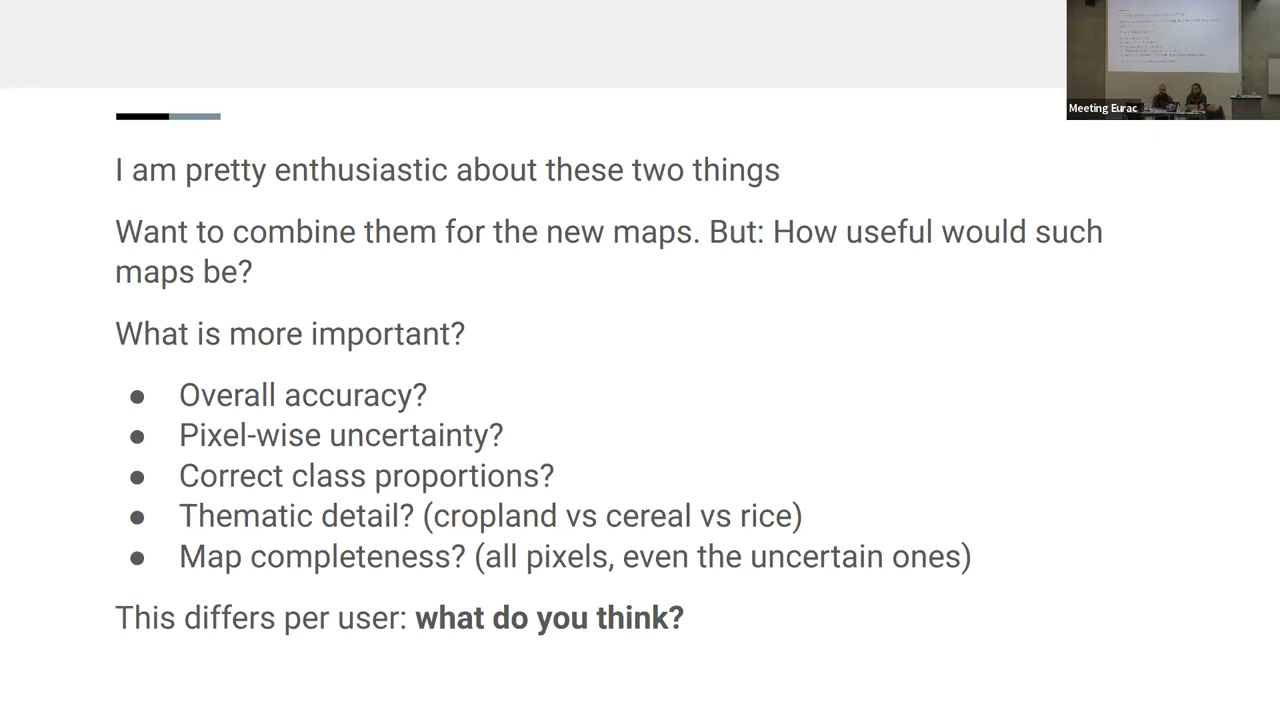 Meeting Eurac
I am pretty enthusiastic about these two things
Want to combine them for the new maps. But: How useful would such
maps be?
What is more important?
● Overall accuracy?
● Pixel-wise uncertainty?
● Correct class proportions?
● Thematic detail? (cropland vs cereal vs rice)
● Map completeness? (all pixels, even the uncertain ones)
This differs per user: what do you think?